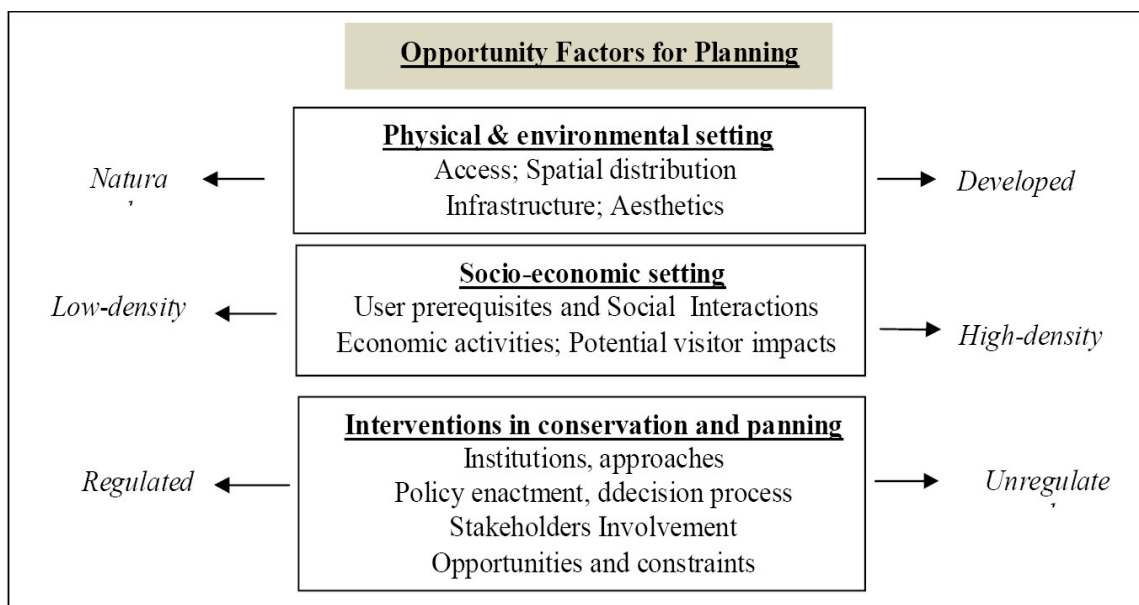 Opportunity Factors for Planning
Physical & environmental setting
Access; Spatial distribution
Infrastructure; Aesthetics
Natura
Developed
Socio-economic setting
User prerequisites and Social Interactions
Economic activities; Potential visitor impacts
Low-density
High-density
Interventions in conservation and panning
Institutions, approaches
Policy enactment, ddecision process
Stakeholders Involvement
Opportunities and constraints
Regulated
Unregulate